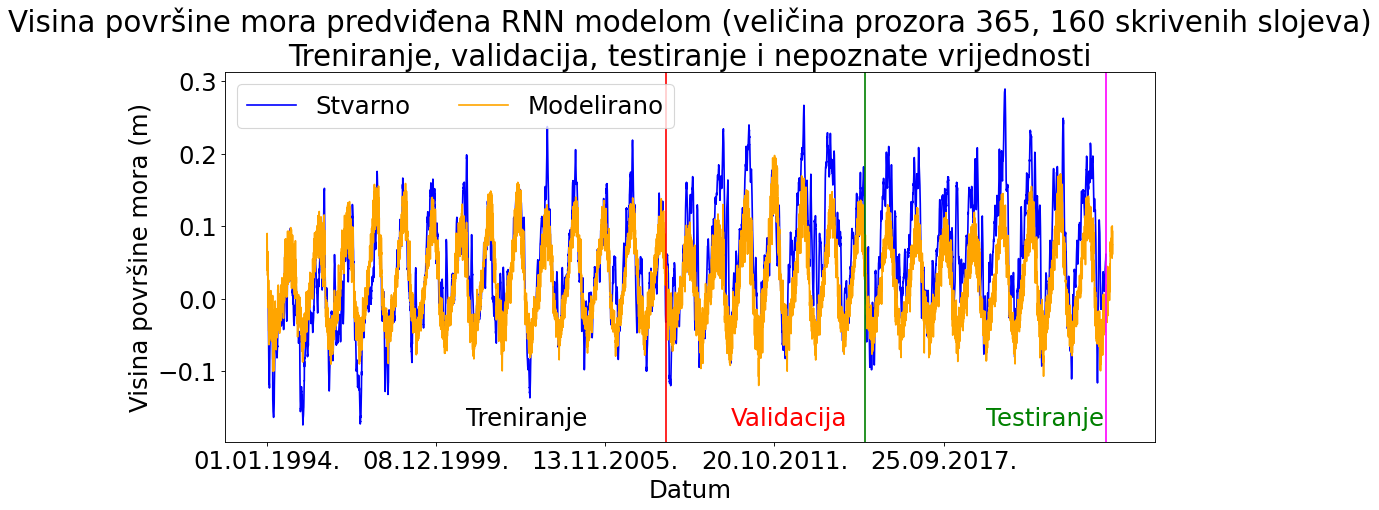 Visina površine mora predviđena RNN modelom (veličina prozora 365, 160 skrivenih slojeva)
Treniranje, validacija, testiranje i nepoznate vrijednosti
Stvarno Modelirano
Visina površine mora (m)
0.3
0.2
0.1
0.0
−0.1
Treniranje Validacija Testiranje
01.01.1994. 08.12.1999. 13.11.2005. 20.10.2011. 25.09.2017.
Datum